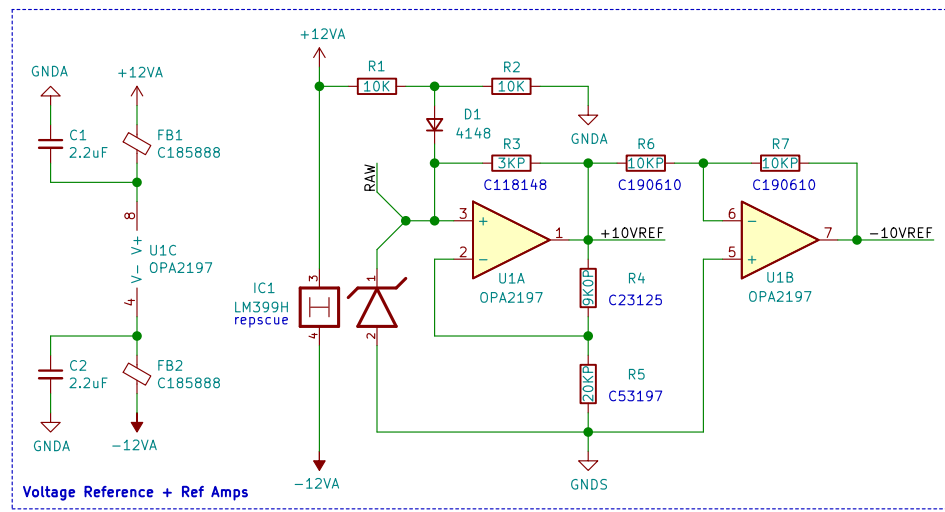 +12VA
GNDA
+12VA
C1
2.2uF
FB1
C185888
8
V+
V-
4
U1C
OPA2197
C2
2.2uF
FB2
C185888
GNDA
-12VA
R1
10K
R2
10K
GNDA
D1
4148
RAW
R3
3KP
C118148
R6
10KP
C190610
R7
10KP
C190610
3
+
2
-
1
U1A
OPA2197
+10VREF
6
-
5
+
7
U1B
OPA2197
-10VREF
IC1
LM399H
repscue
3
H
4
1
2
9K0P
R4
C23125
20KP
R5
C53197
-12VA
GNDS
Voltage Reference + Ref Amps